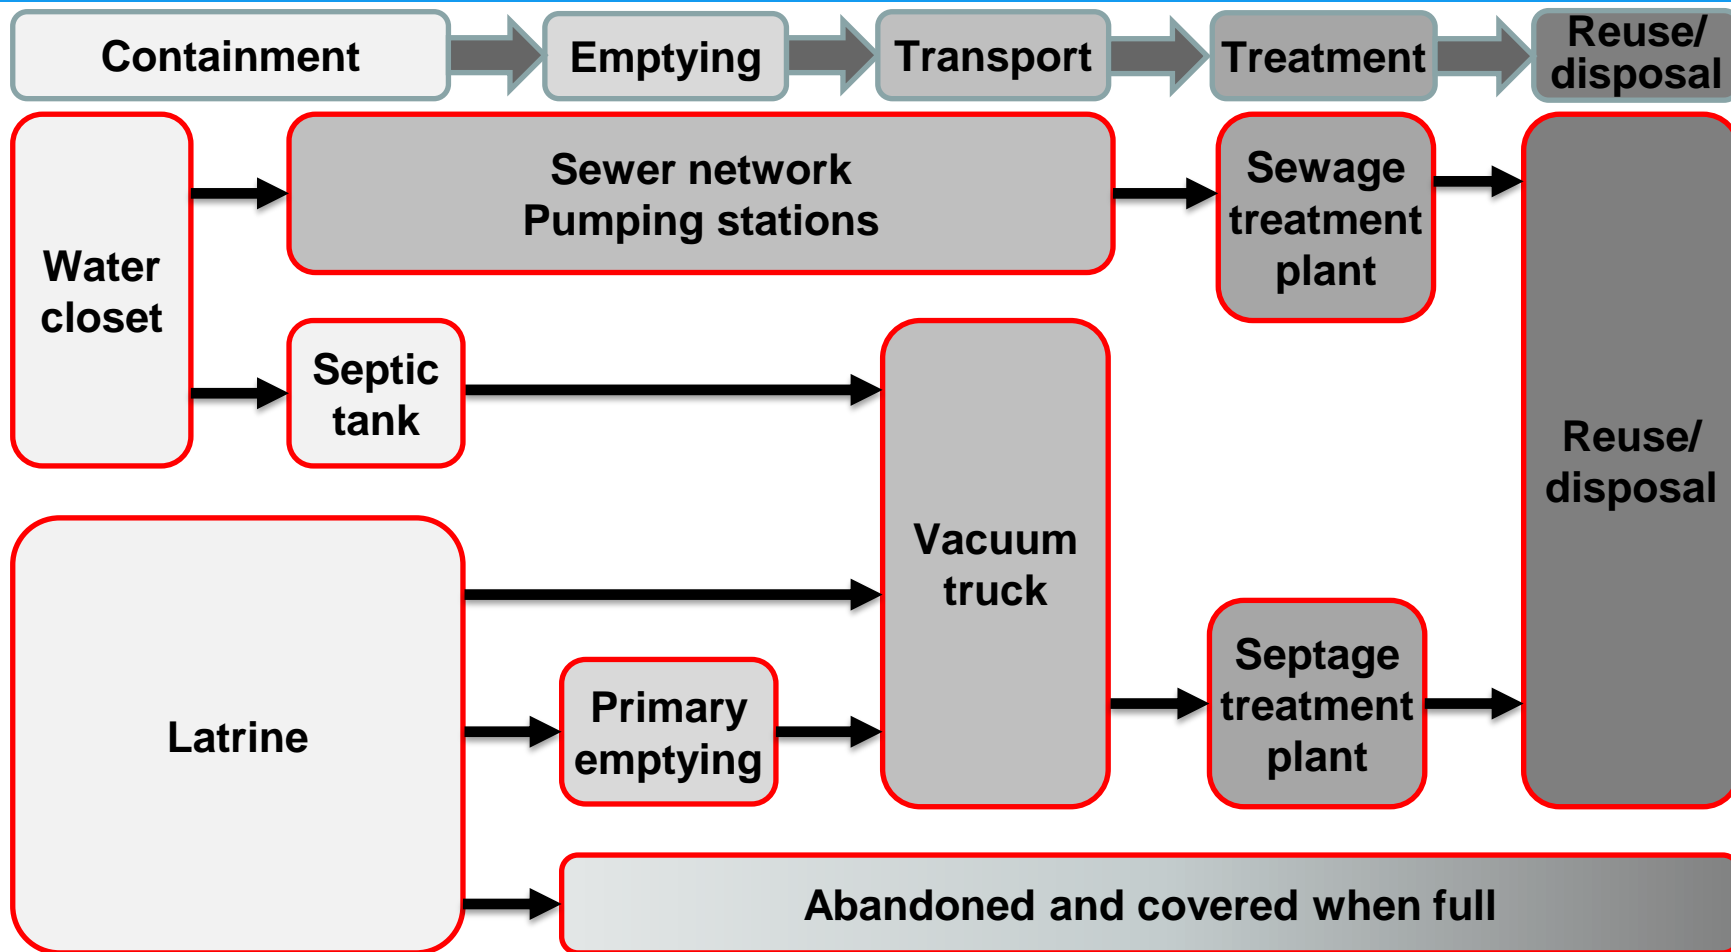 Containment
Emptying
Transport
Treatment
Reuse/
disposal
Water
closet
Sewer network
Pumping stations
Sewage
treatment
plant
Septic
tank
Vacuum
truck
Reuse/
disposal
Latrine
Primary
emptying
Septage
treatment
plant
Abandoned and covered when full